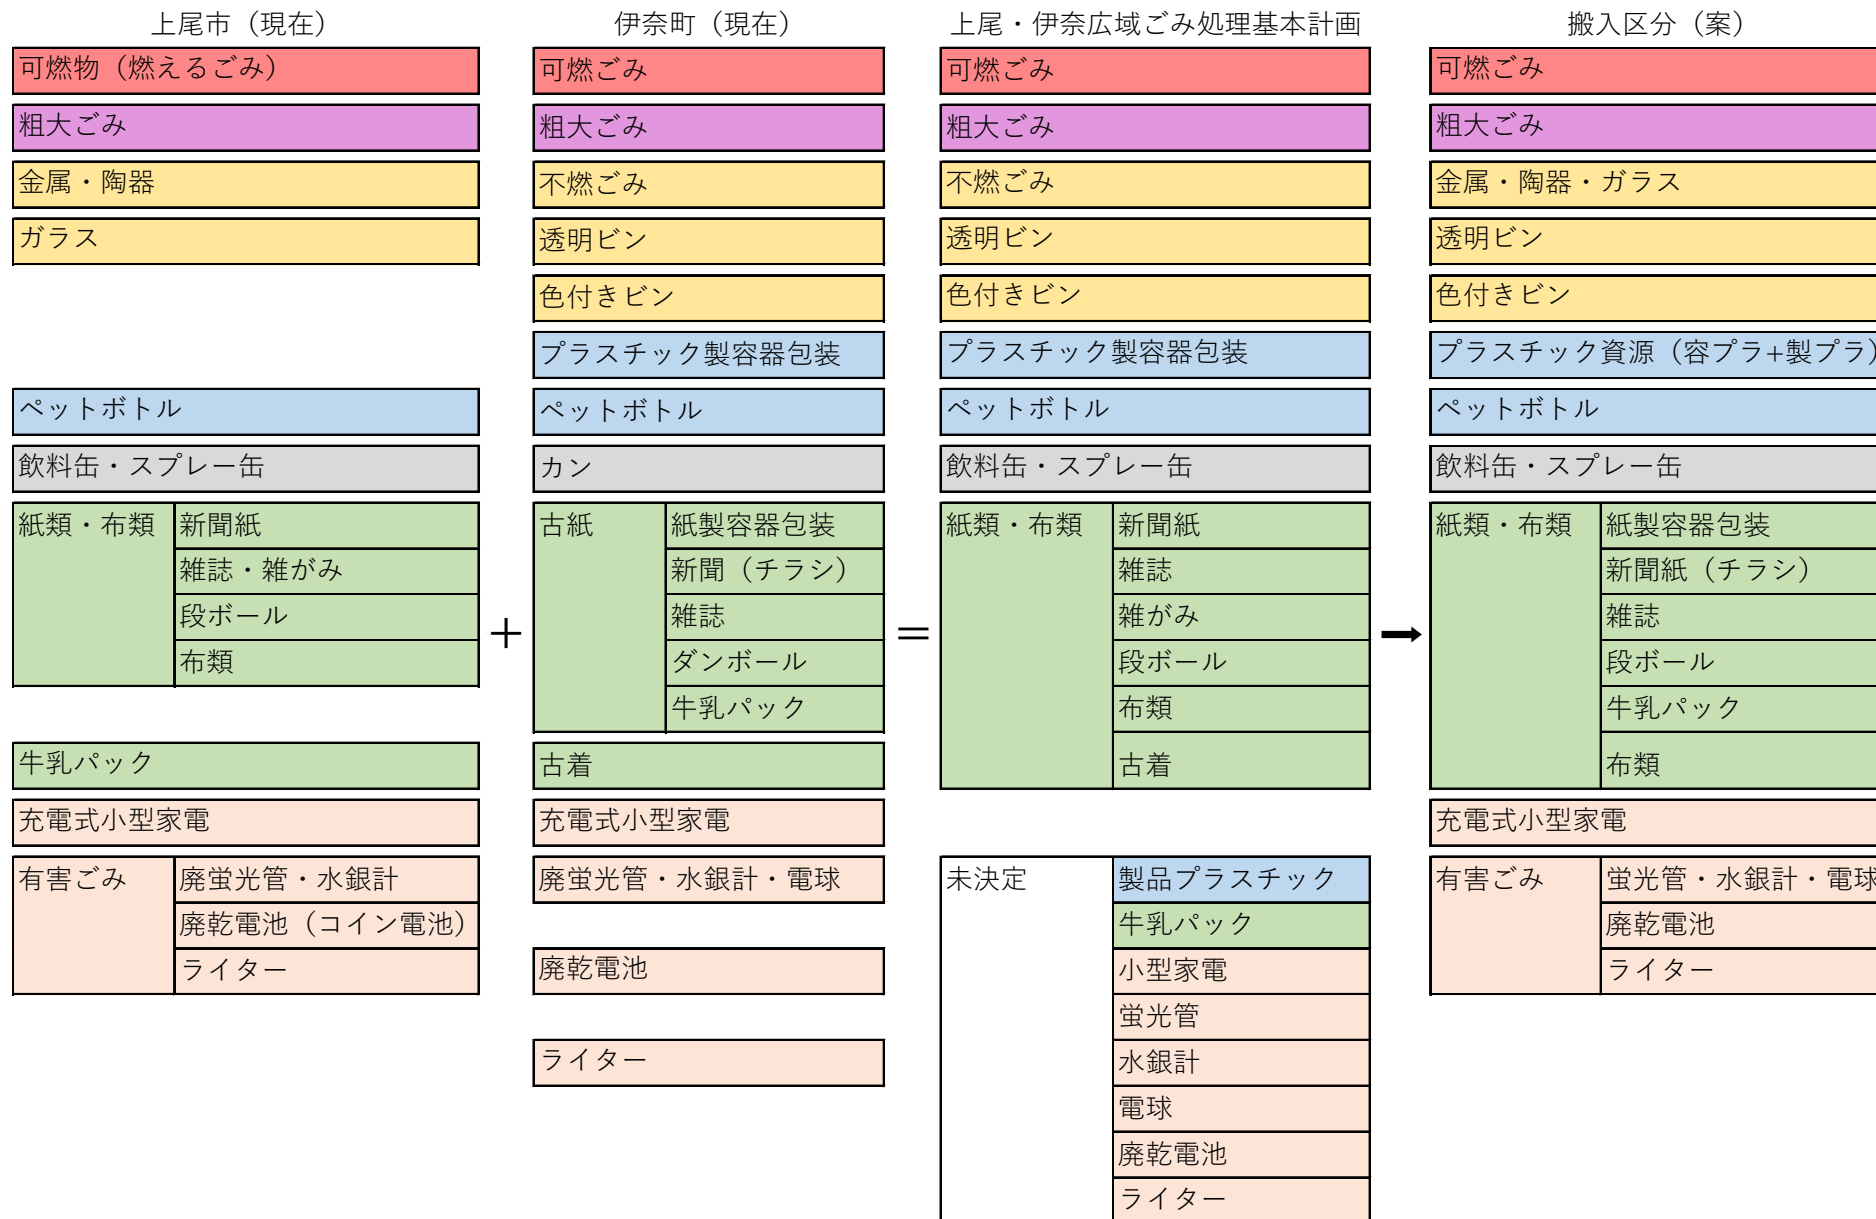 上尾市（現在）
可燃物（燃えるごみ）
粗大ごみ
金属・陶器
ガラス
ペットボトル
飲料缶・スプレー缶
紙類・布類
新聞紙
雑誌・雑がみ
段ボール
布類
牛乳パック
充電式小型家電
有害ごみ
廃蛍光管・水銀計
廃乾電池（コイン電池）
ライター
＋
伊奈町（現在）
可燃ごみ
粗大ごみ
不燃ごみ
透明ビン
色付きビン
プラスチック製容器包装
ペットボトル
カン
古紙
紙製容器包装
新聞（チラシ）
雑誌
ダンボール
牛乳パック
古着
充電式小型家電
廃蛍光管・水銀計・電球
廃乾電池
ライター
＝
上尾・伊奈広域ごみ処理基本計画
可燃ごみ
粗大ごみ
不燃ごみ
透明ビン
色付きビン
プラスチック製容器包装
ペットボトル
飲料缶・スプレー缶
紙類・布類
新聞紙
雑誌
雑がみ
段ボール
布類
古着
未決定
製品プラスチック
牛乳パック
小型家電
蛍光管
水銀計
電球
廃乾電池
ライター
➡
搬入区分（案）
可燃ごみ
粗大ごみ
金属・陶器・ガラス
透明ビン
色付きビン
プラスチック資源（容プラ+製プラ）
ペットボトル
飲料缶・スプレー缶
紙類・布類
紙製容器包装
新聞紙（チラシ）
雑誌
段ボール
牛乳パック
布類
充電式小型家電
有害ごみ
蛍光管・水銀計・電球
廃乾電池
ライター